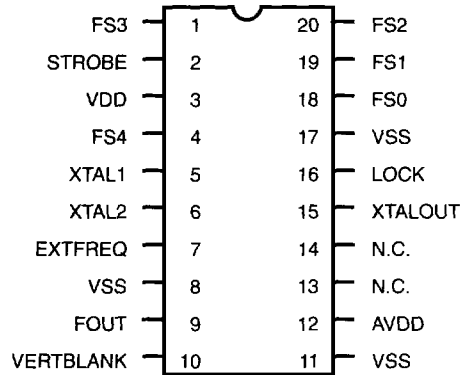 FS3 1 20 FS2
STROBE 2 19 FS1
VDD 3 18 FS0
FS4 4 17 VSS
XTAL1 5 16 LOCK
XTAL2 6 15 XTALOUT
EXTFREQ 7 14 N.C.
VSS 8 13 N.C.
FOUT 9 12 AVDD
VERTBLANK 10 11 VSS